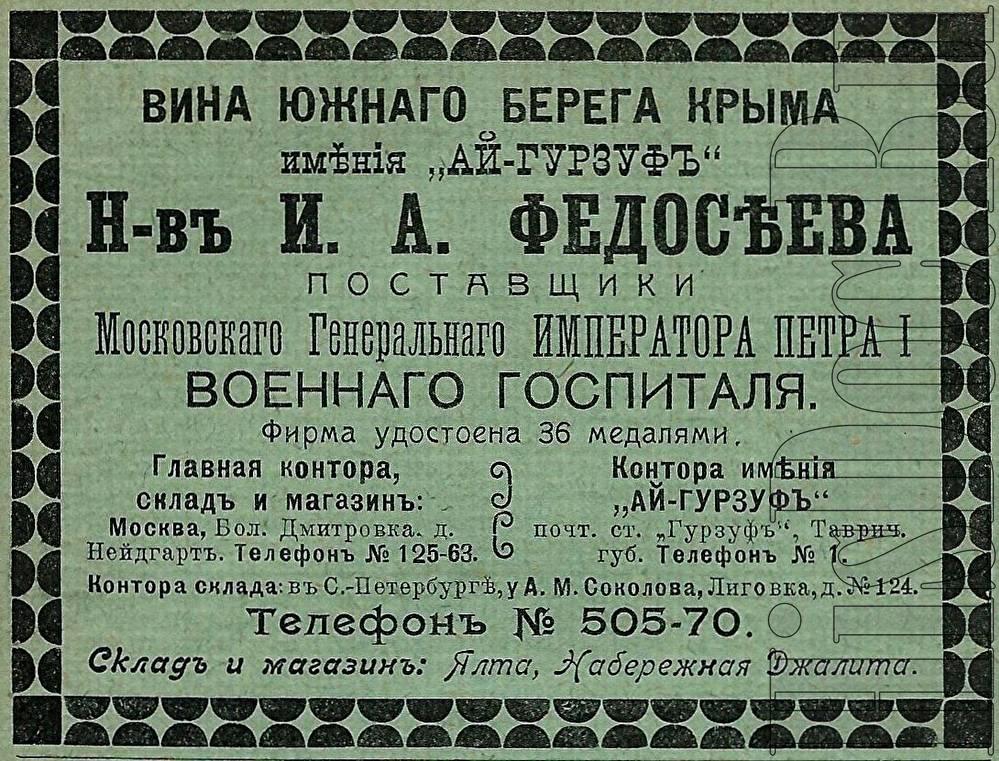 ВИНА ЮЖНАГО БЕРЕГА КРЫМА
имѣнія „АЙ-ГУРЗУФЪ“
Н-въ И. А. ФЕДОСѢЕВА
ПОСТАВЩИКИ
Московскаго Генеральнаго ИМПЕРАТОРА ПЕТРА I
ВОЕННАГО ГОСПИТАЛЯ.
Фирма удостоена 36 медалями.
Главная контора,
складъ и магазинъ:
Москва, Бол. Дмитровка. д.
Нейдгартъ. Телефонъ № 125-63.
Контора имѣнія
„АЙ-ГУРЗУФЪ“
почт. ст. „Гурзуфъ“, Таврич.
губ. Телефонъ № 1.
Контора склада: въ С.-Петербургѣ, у А. М. Соколова, Лиговка, д. № 124.
Телефонъ № 505-70.
Складъ и магазинъ: Ялта, Набережная Джалита.